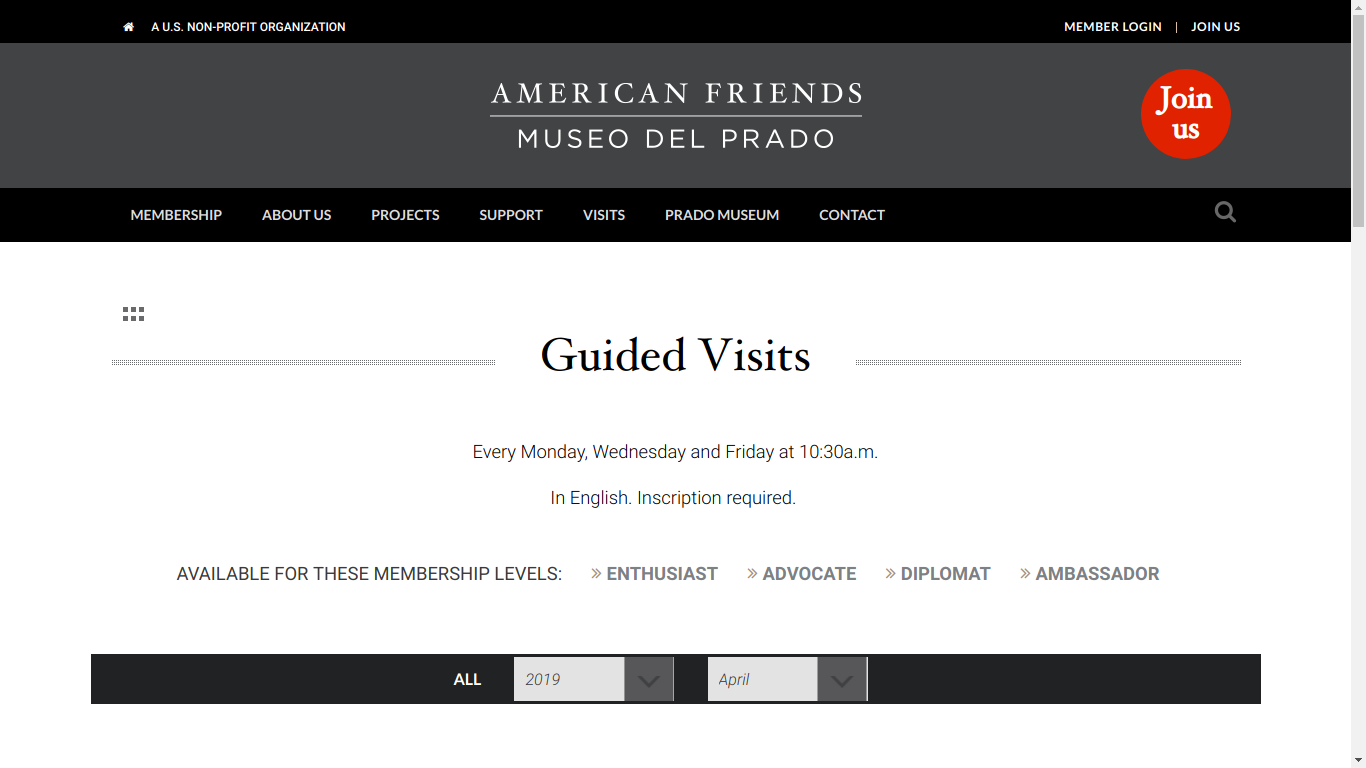 A U.S. NON-PROFIT ORGANIZATION
MEMBER LOGIN | JOIN US
AMERICAN FRIENDS
MUSEO DEL PRADO
Join
us
MEMBERSHIP ABOUT US PROJECTS SUPPORT VISITS PRADO MUSEUM CONTACT
Guided Visits
Every Monday, Wednesday and Friday at 10:30a.m.
In English. Inscription required.
AVAILABLE FOR THESE MEMBERSHIP LEVELS: » ENTHUSIAST » ADVOCATE » DIPLOMAT » AMBASSADOR
ALL 2019 April